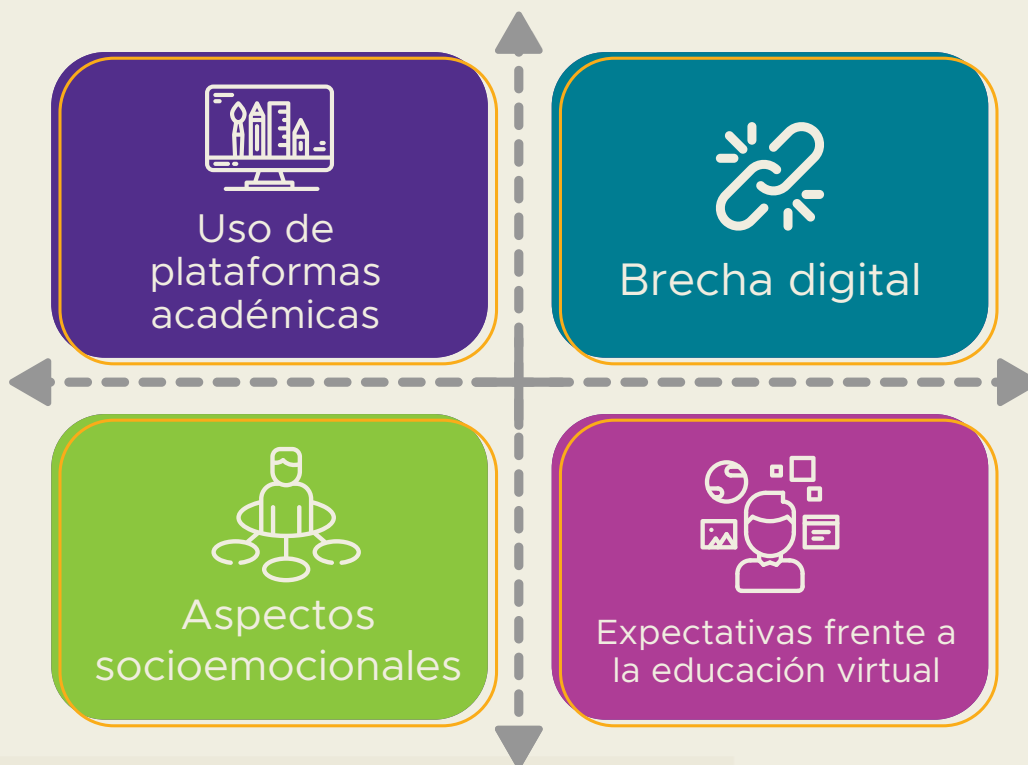 Uso de
plataformas
académicas
Brecha digital
Aspectos
socioemocionales
Expectativas frente a
la educación virtual